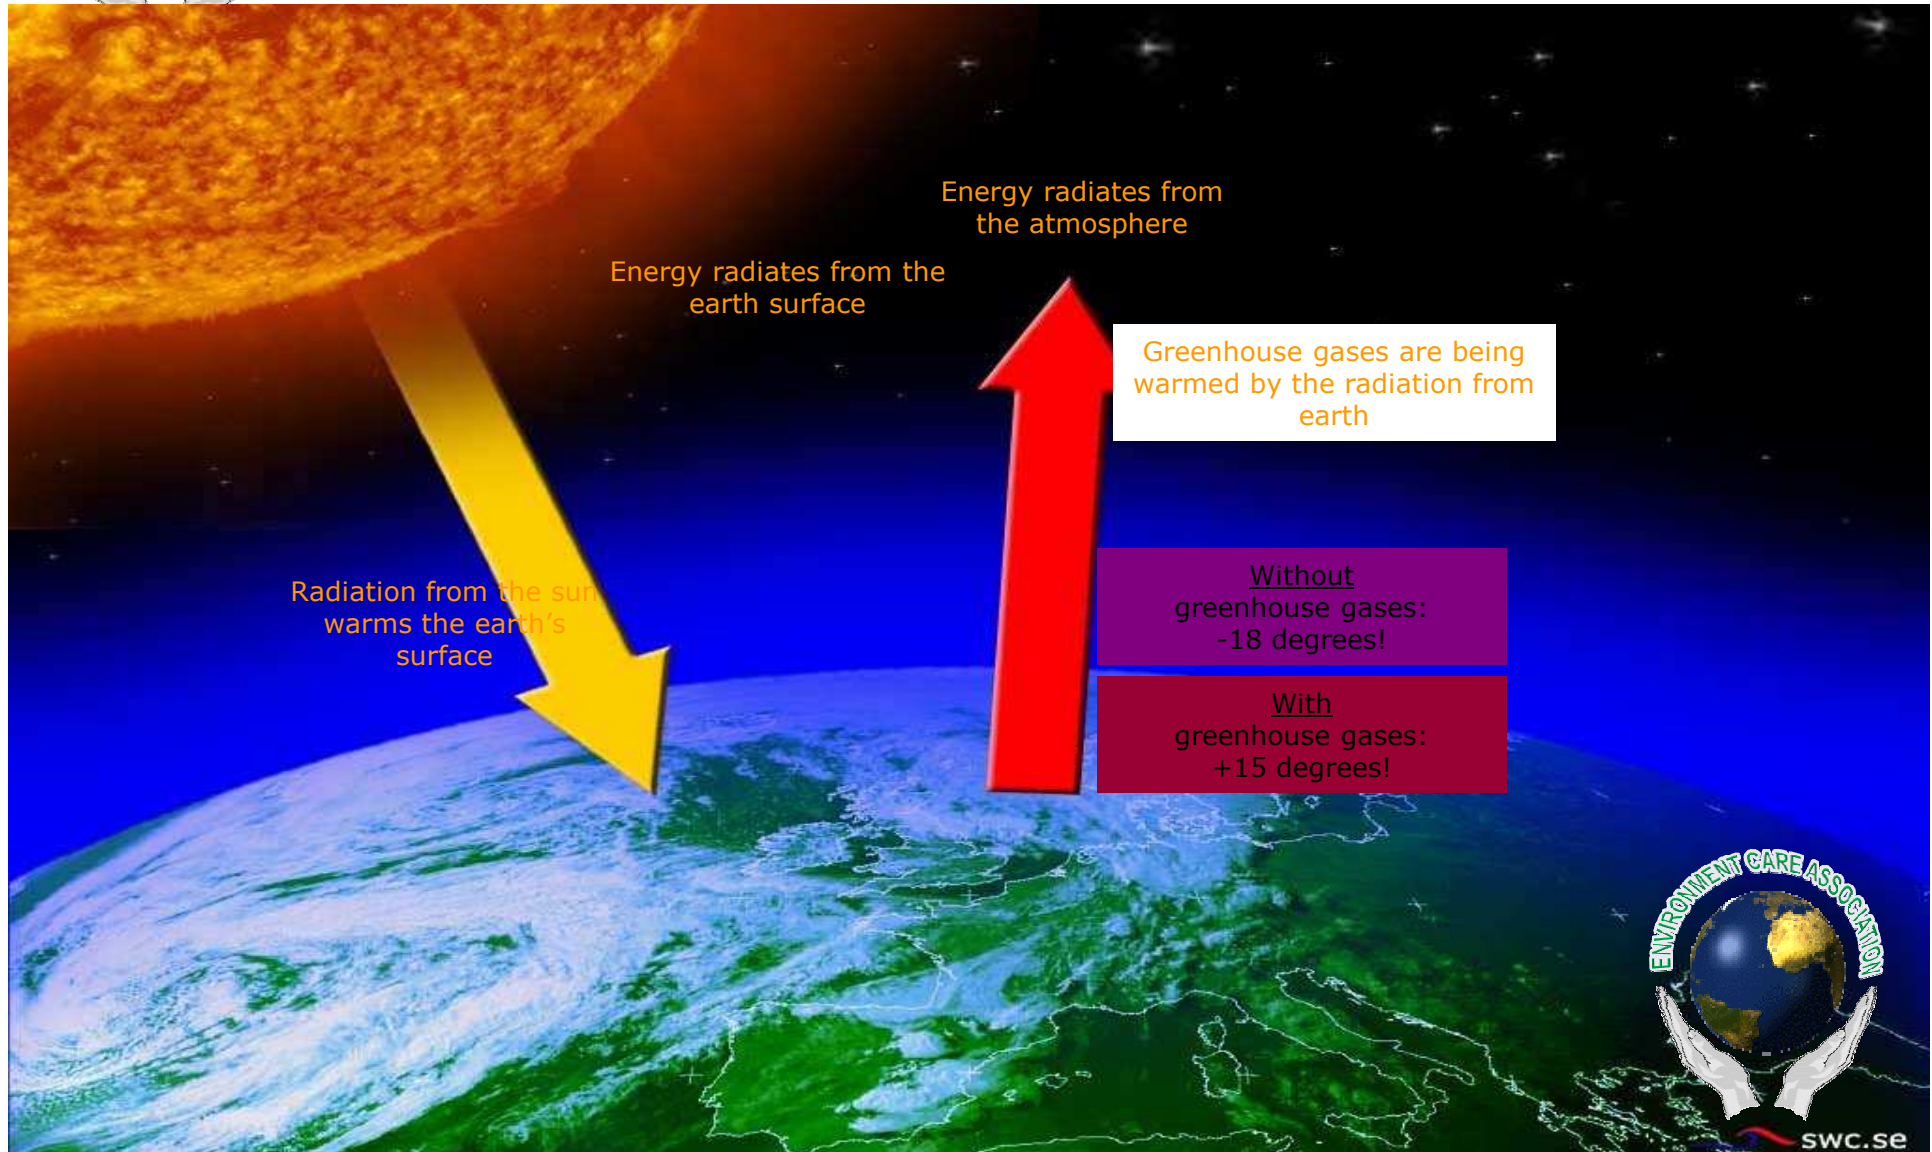 Energy radiates from
the atmosphere
Energy radiates from the
earth surface
Greenhouse gases are being
warmed by the radiation from
earth
Radiation from the sun
warms the earth’s
surface
Without
greenhouse gases:
-18 degrees!
With
greenhouse gases:
+15 degrees!
ENVIRONMENT CARE ASSOCIATION
swc.se